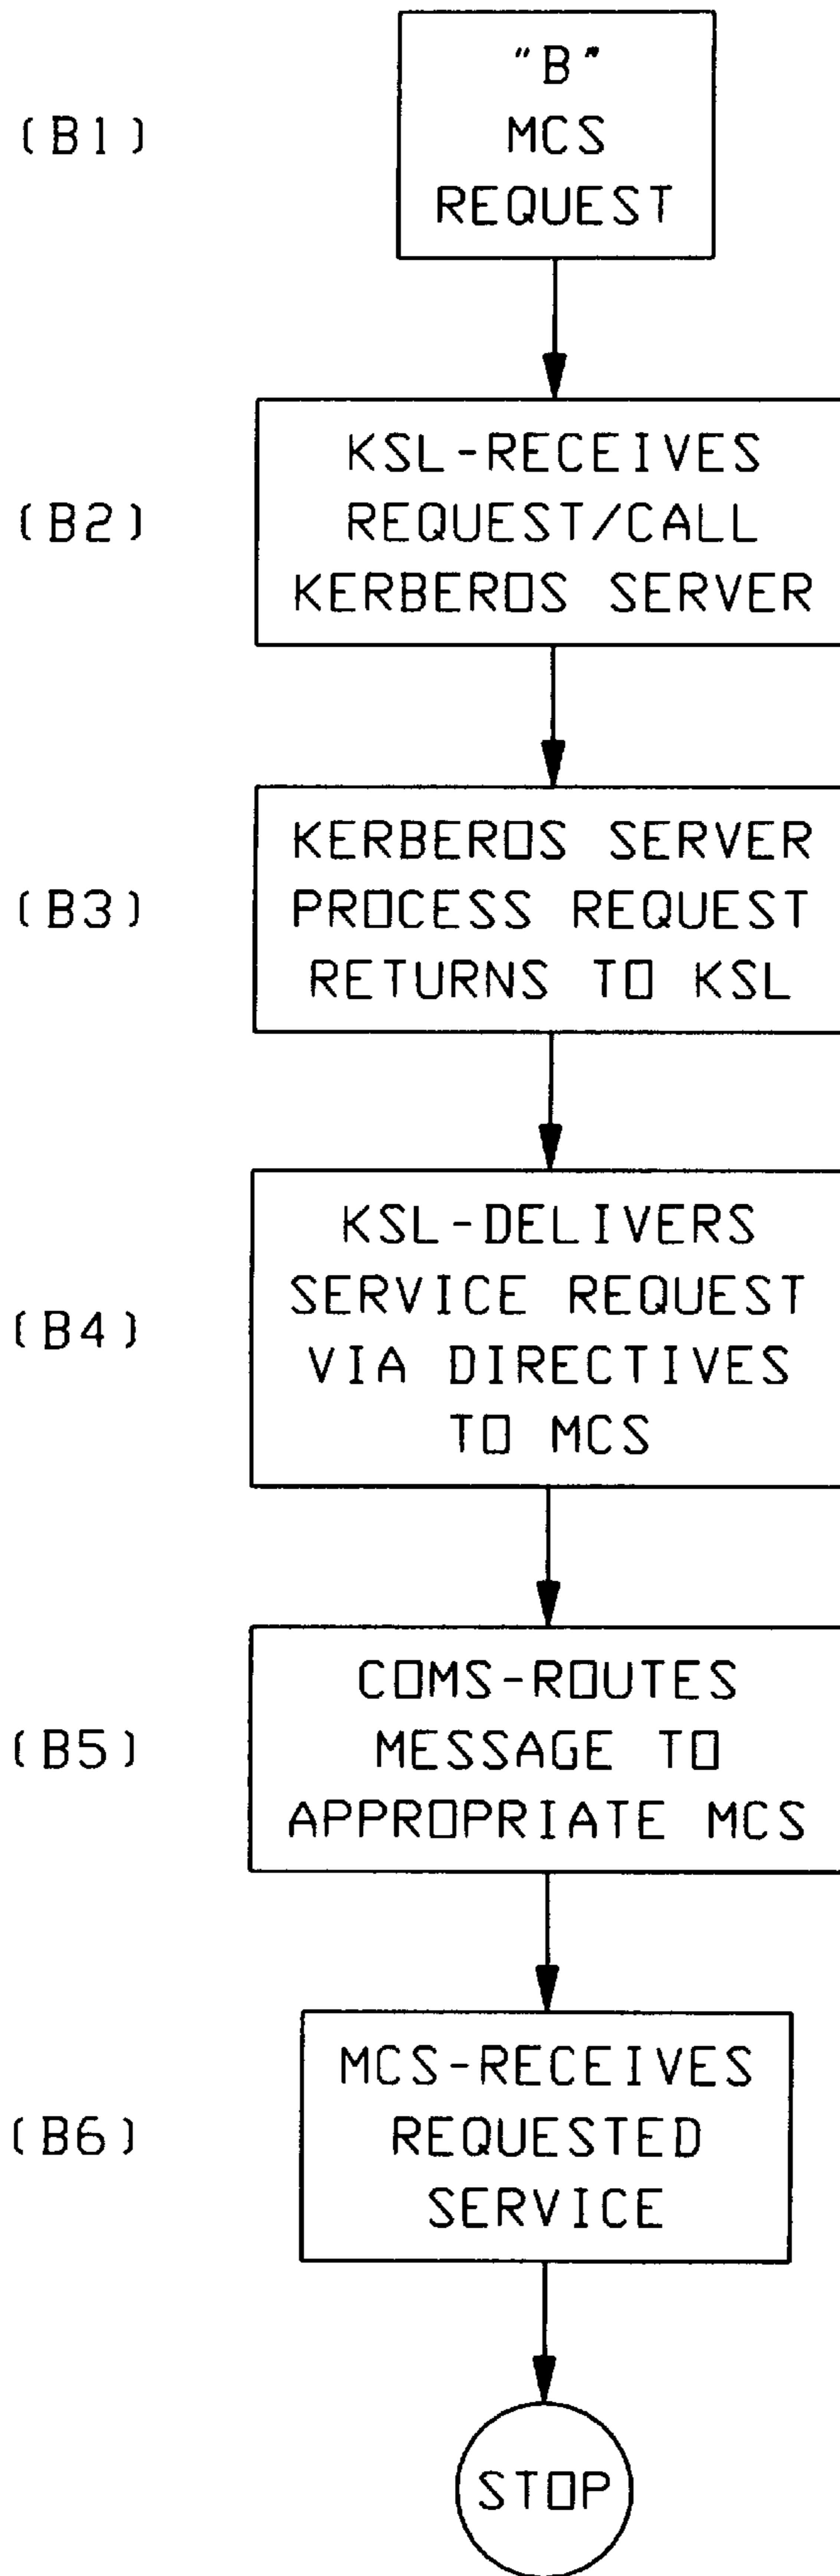 (B1)
"B"
MCS
REQUEST
(B2)
KSL-RECEIVES
REQUEST/CALL
KERBEROS SERVER
(B3)
KERBEROS SERVER
PROCESS REQUEST
RETURNS TO KSL
(B4)
KSL-DELIVERS
SERVICE REQUEST
VIA DIRECTIVES
TO MCS
(B5)
COMS-ROUTES
MESSAGE TO
APPROPRIATE MCS
(B6)
MCS-RECEIVES
REQUESTED
SERVICE
STOP